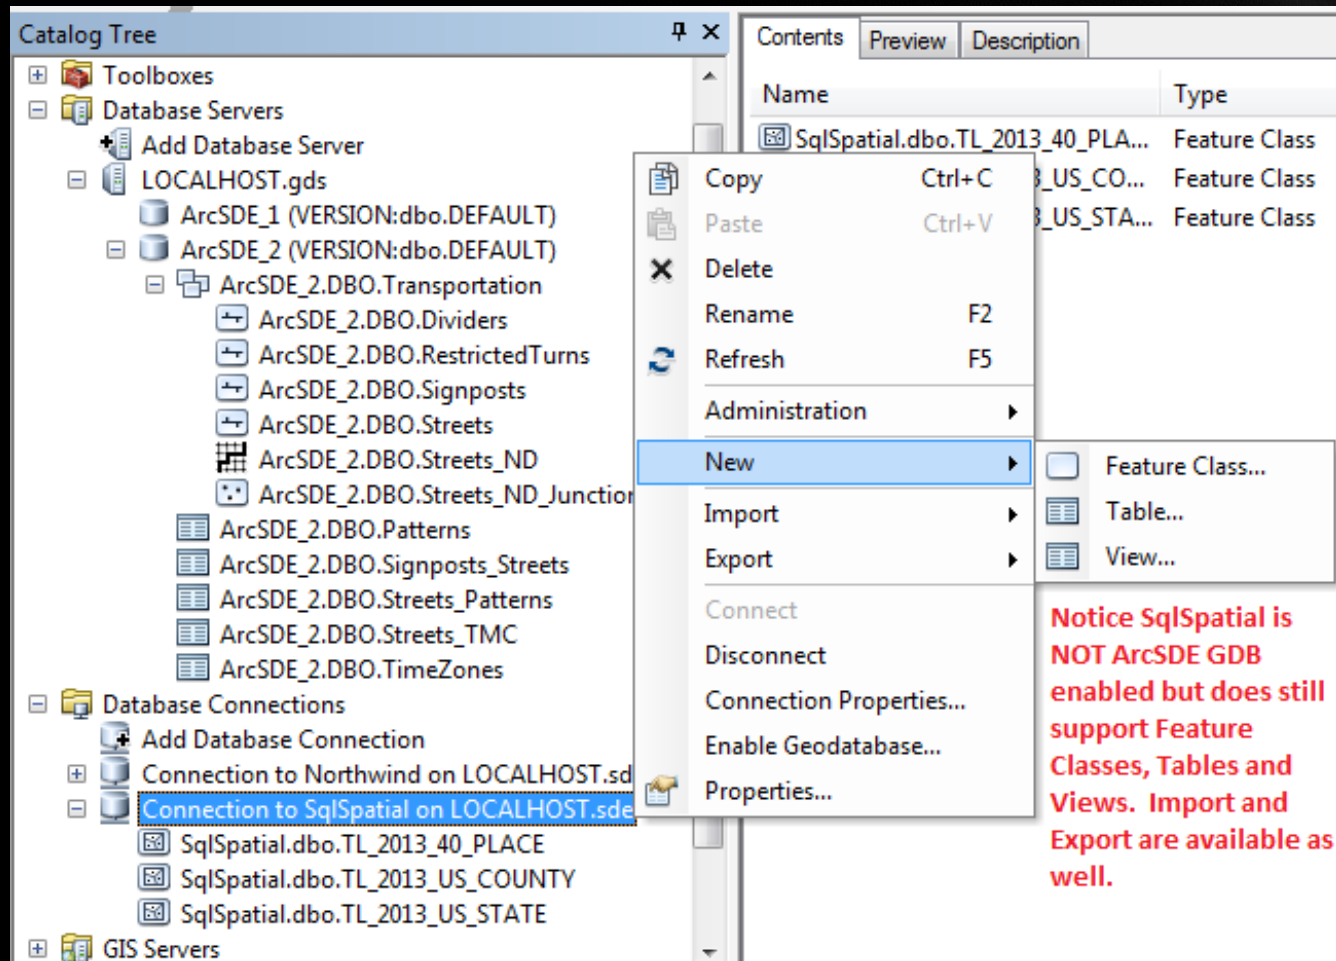 Catalog Tree
Toolboxes
Database Servers
Add Database Server
LOCALHOST.gds
ArcSDE_1 (VERSION:dbo.DEFAULT)
ArcSDE_2 (VERSION:dbo.DEFAULT)
ArcSDE_2.DBO.Transportation
ArcSDE_2.DBO.Dividers
ArcSDE_2.DBO.RestrictedTurns
ArcSDE_2.DBO.Signposts
ArcSDE_2.DBO.Streets
ArcSDE_2.DBO.Streets_ND
ArcSDE_2.DBO.Streets_ND_Junction
ArcSDE_2.DBO.Patterns
ArcSDE_2.DBO.Signposts_Streets
ArcSDE_2.DBO.Streets_Patterns
ArcSDE_2.DBO.Streets_TMC
ArcSDE_2.DBO.TimeZones
Database Connections
Add Database Connection
Connection to Northwind on LOCALHOST.sd
Connection to SqlSpatial on LOCALHOST.sde
SqlSpatial.dbo.TL_2013_40_PLACE
SqlSpatial.dbo.TL_2013_US_COUNTY
SqlSpatial.dbo.TL_2013_US_STATE
GIS Servers
Contents Preview Description
Name Type
SqlSpatial.dbo.TL_2013_40_PLA... Feature Class
3_US_CO... Feature Class
3_US_STA... Feature Class
Copy Ctrl+C
Paste Ctrl+V
Delete
Rename F2
Refresh F5
Administration
New
Import
Export
Connect
Disconnect
Connection Properties...
Enable Geodatabase...
Properties...
Feature Class...
Table...
View...
Notice SqlSpatial is
NOT ArcSDE GDB
enabled but does still
support Feature
Classes, Tables and
Views. Import and
Export are available as
well.